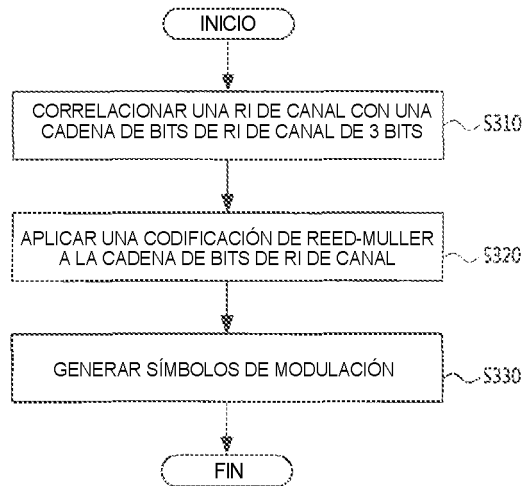 INICIO
CORRELACIONAR UNA RI DE CANAL CON UNA
CADENA DE BITS DE RI DE CANAL DE 3 BITS
S310
APLICAR UNA CODIFICACIÓN DE REED-MULLER
A LA CADENA DE BITS DE RI DE CANAL
S320
GENERAR SÍMBOLOS DE MODULACIÓN
S330
FIN